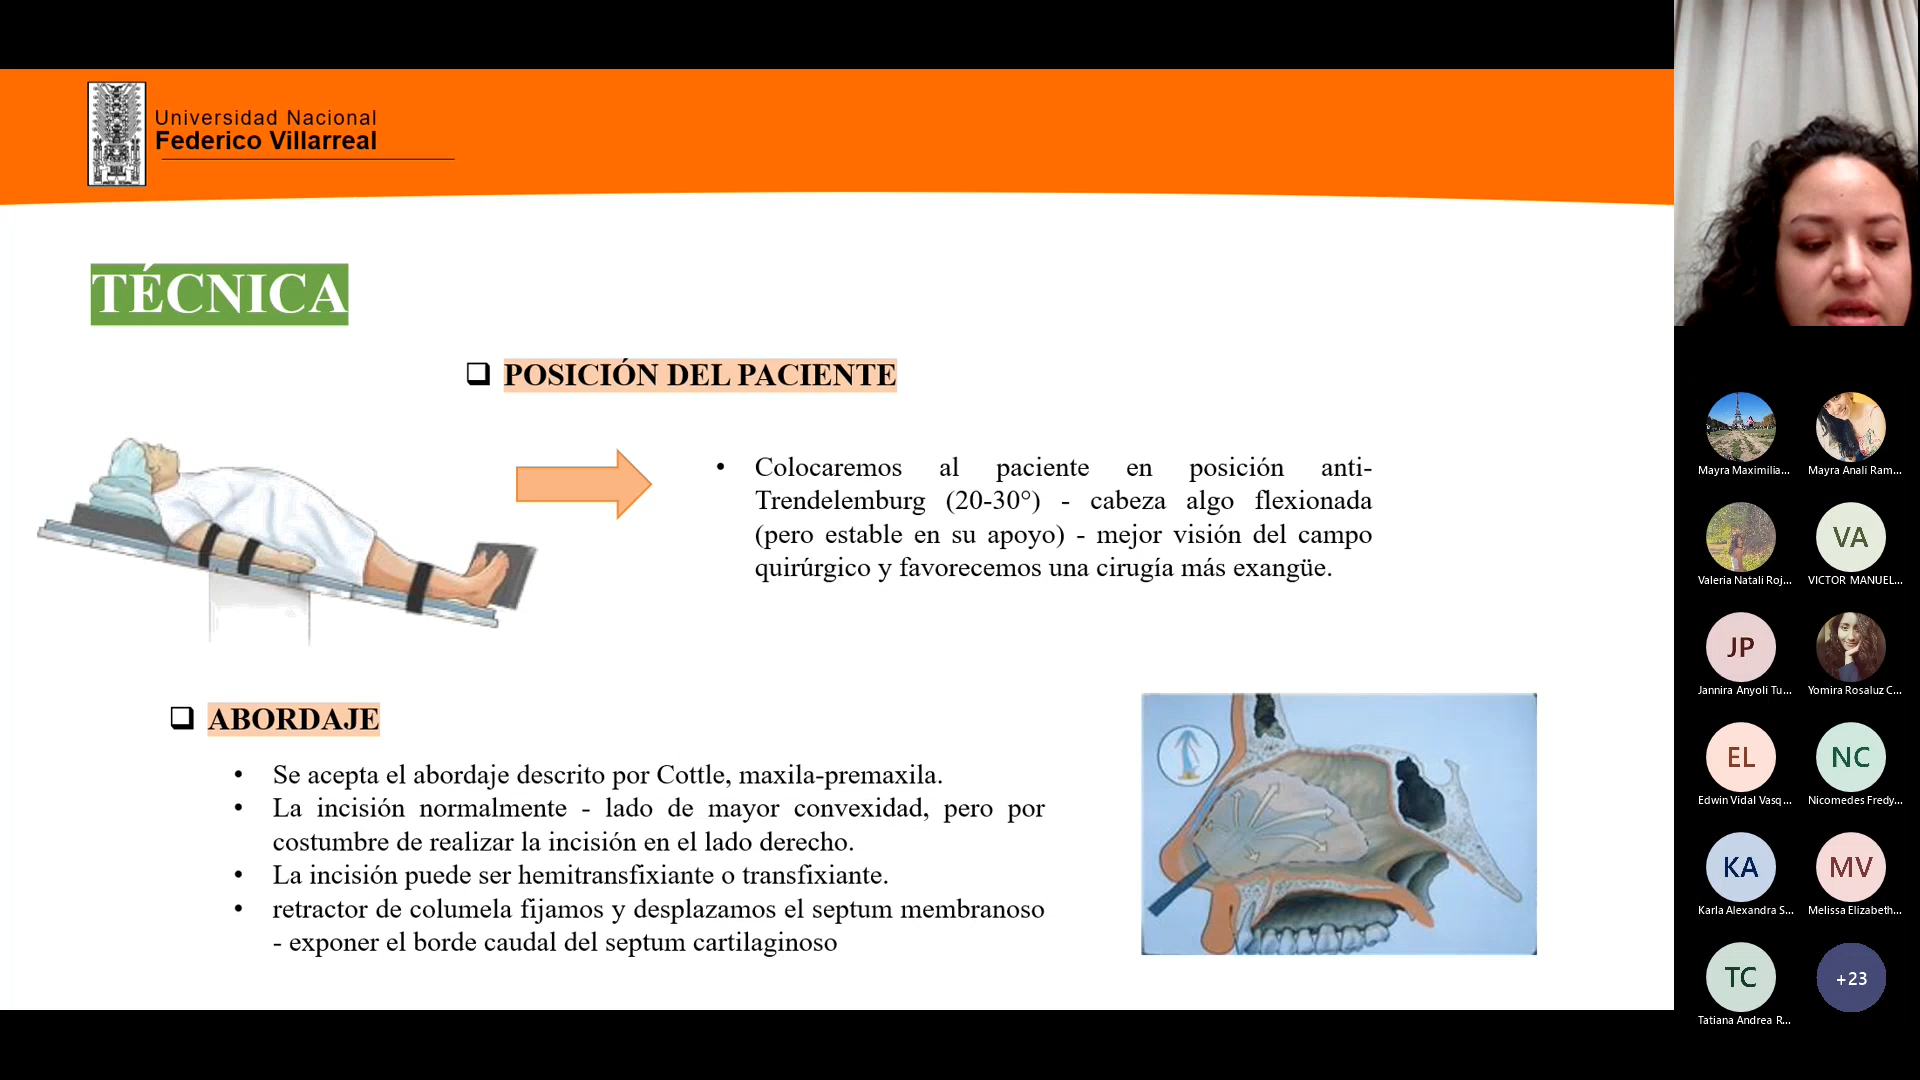 Universidad Nacional
Federico Villarreal
TÉCNICA
POSICIÓN DEL PACIENTE
• Colocaremos al paciente en posición anti-
Trendelemburg (20-30°) - cabeza algo flexionada
(pero estable en su apoyo) - mejor visión del campo
quirúrgico y favorecemos una cirugía más exangüe.
ABORDAJE
• Se acepta el abordaje descrito por Cottle, maxila-premaxila.
• La incisión normalmente - lado de mayor convexidad, pero por
costumbre de realizar la incisión en el lado derecho.
• La incisión puede ser hemitransfixiante o transfixiante.
• retractor de columela fijamos y desplazamos el septum membranoso
- exponer el borde caudal del septum cartilaginoso
Mayra Maximilia...
Mayra Anali Ram...
Valeria Natali Roj...
VA
VICTOR MANUEL...
JP
Jannira Anyoli Tu...
Yomira Rosaluz C...
EL
Edwin Vidal Vasq...
NC
Nicomedes Fredy...
KA
Karla Alexandra S...
MV
Melissa Elizabeth...
TC
Tatiana Andrea R...
+23